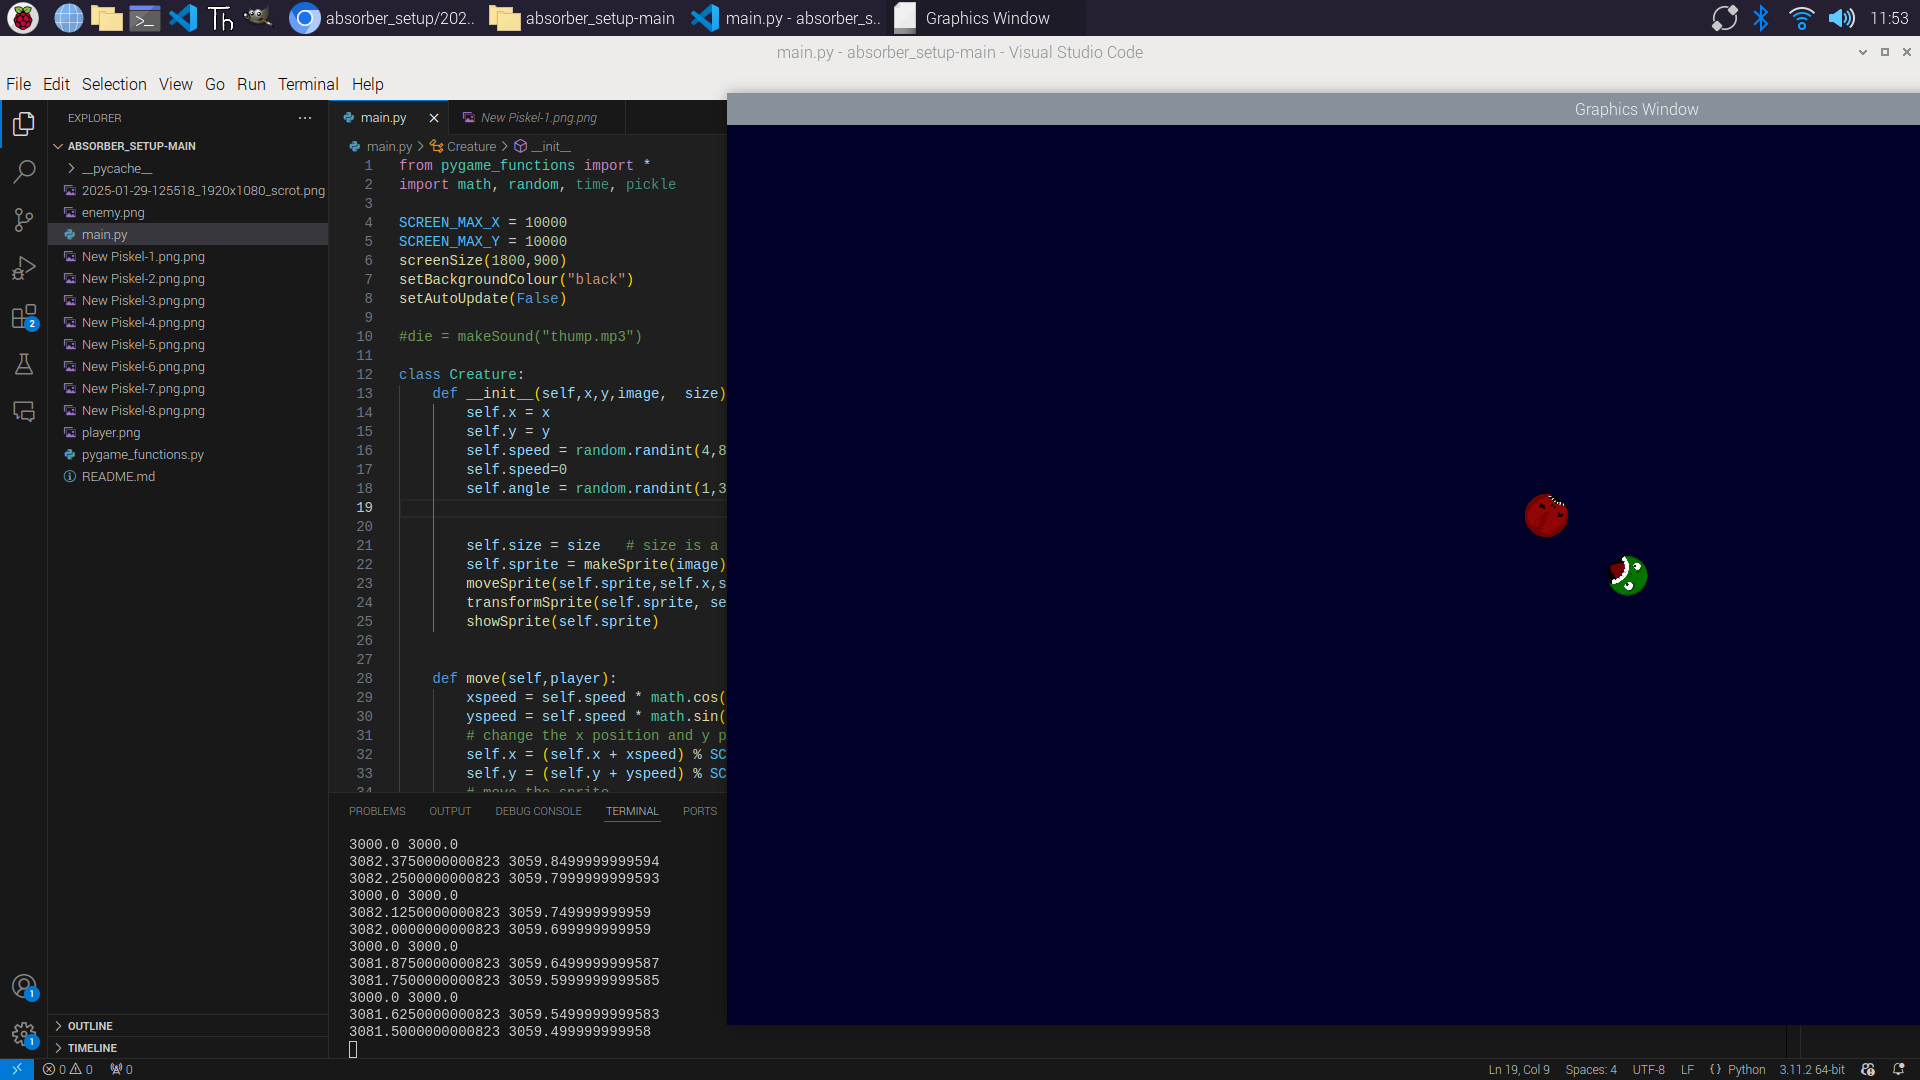 Th
absorber_setup/202...
absorber_setup-main
main.py - absorber_s...
Graphics Window
11:53
main.py - absorber_setup-main - Visual Studio Code
File Edit Selection View Go Run Terminal Help
Graphics Window
EXPLORER
ABSORBER_SETUP-MAIN
__pycache__
2025-01-29-125518_1920x1080_scrot.png
enemy.png
main.py
New Piskel-1.png.png
New Piskel-2.png.png
New Piskel-3.png.png
New Piskel-4.png.png
New Piskel-5.png.png
New Piskel-6.png.png
New Piskel-7.png.png
New Piskel-8.png.png
player.png
pygame_functions.py
README.md
OUTLINE
TIMELINE
2
1
1
main.py
New Piskel-1.png.png
main.py > Creature > __init__
1 from pygame_functions import *
2 import math, random, time, pickle
3
4 SCREEN_MAX_X = 10000
5 SCREEN_MAX_Y = 10000
6 screenSize(1800,900)
7 setBackgroundColour("black")
8 setAutoUpdate(False)
9
10 #die = makeSound("thump.mp3")
11
12 class Creature:
13 def __init__(self,x,y,image,  size)
14 self.x = x
15 self.y = y
16 self.speed = random.randint(4,8
17 self.speed=0
18 self.angle = random.randint(1,3
19
20
21 self.size = size   # size is a
22 self.sprite = makeSprite(image)
23 moveSprite(self.sprite,self.x,s
24 transformSprite(self.sprite, se
25 showSprite(self.sprite)
26
27
28 def move(self,player):
29 xspeed = self.speed * math.cos(
30 yspeed = self.speed * math.sin(
31 # change the x position and y p
32 self.x = (self.x + xspeed) % SC
33 self.y = (self.y + yspeed) % SC
34 # move the sprite
PROBLEMS OUTPUT DEBUG CONSOLE TERMINAL PORTS
3000.0 3000.0
3082.3750000000823 3059.8499999999594
3082.2500000000823 3059.7999999999593
3000.0 3000.0
3082.1250000000823 3059.749999999959
3082.0000000000823 3059.699999999959
3000.0 3000.0
3081.8750000000823 3059.6499999999587
3081.7500000000823 3059.5999999999585
3000.0 3000.0
3081.6250000000823 3059.5499999999583
3081.5000000000823 3059.499999999958
0 0 0
Ln 19, Col 9 Spaces: 4 UTF-8 LF {} Python 3.11.2 64-bit